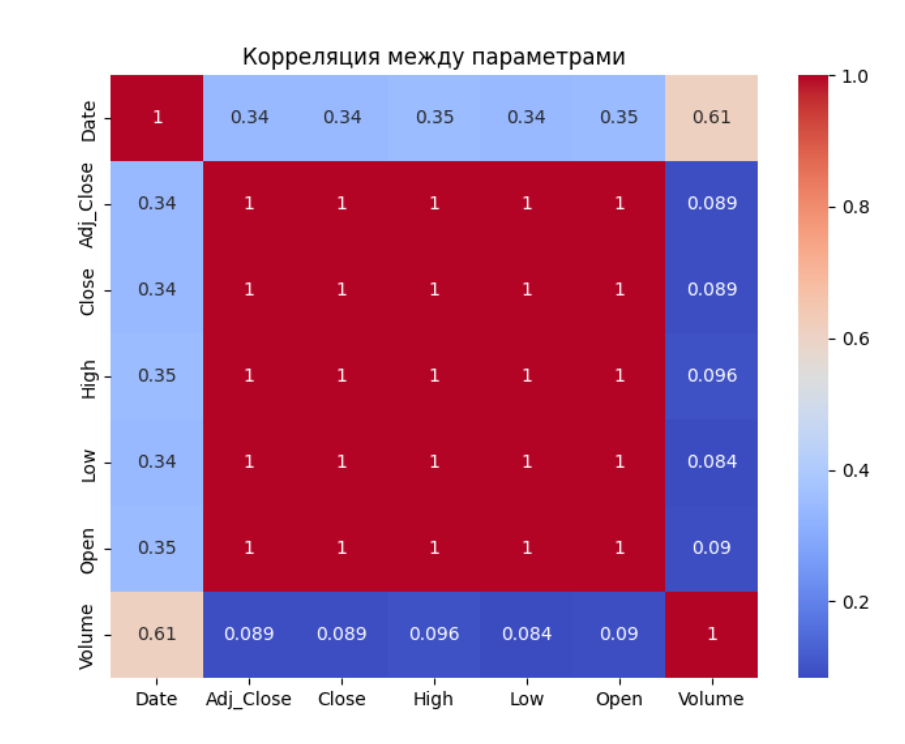 Корреляция между параметрами
Date 1 0.34 0.34 0.35 0.34 0.35 0.61
Adj_Close 0.34 1 1 1 1 1 0.089
Close 0.34 1 1 1 1 1 0.089
High 0.35 1 1 1 1 1 0.096
Low 0.34 1 1 1 1 1 0.084
Open 0.35 1 1 1 1 1 0.09
Volume 0.61 0.089 0.089 0.096 0.084 0.09 1
Date Adj_Close Close High Low Open Volume
1.0
0.8
0.6
0.4
0.2